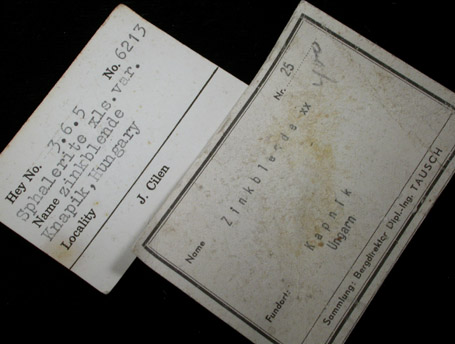 Hey No. 3.6.5 No. 6213
Sphalerite xls.var.
Name Zinkblende
Knapik, Hungary
Locality
J. Cilen
Nr. 25
Name Zinkblende xx
Fundort: Kapnik
Ungarn
Sammlung: Bergdirektor Dipl.-Ing. TAUSCH